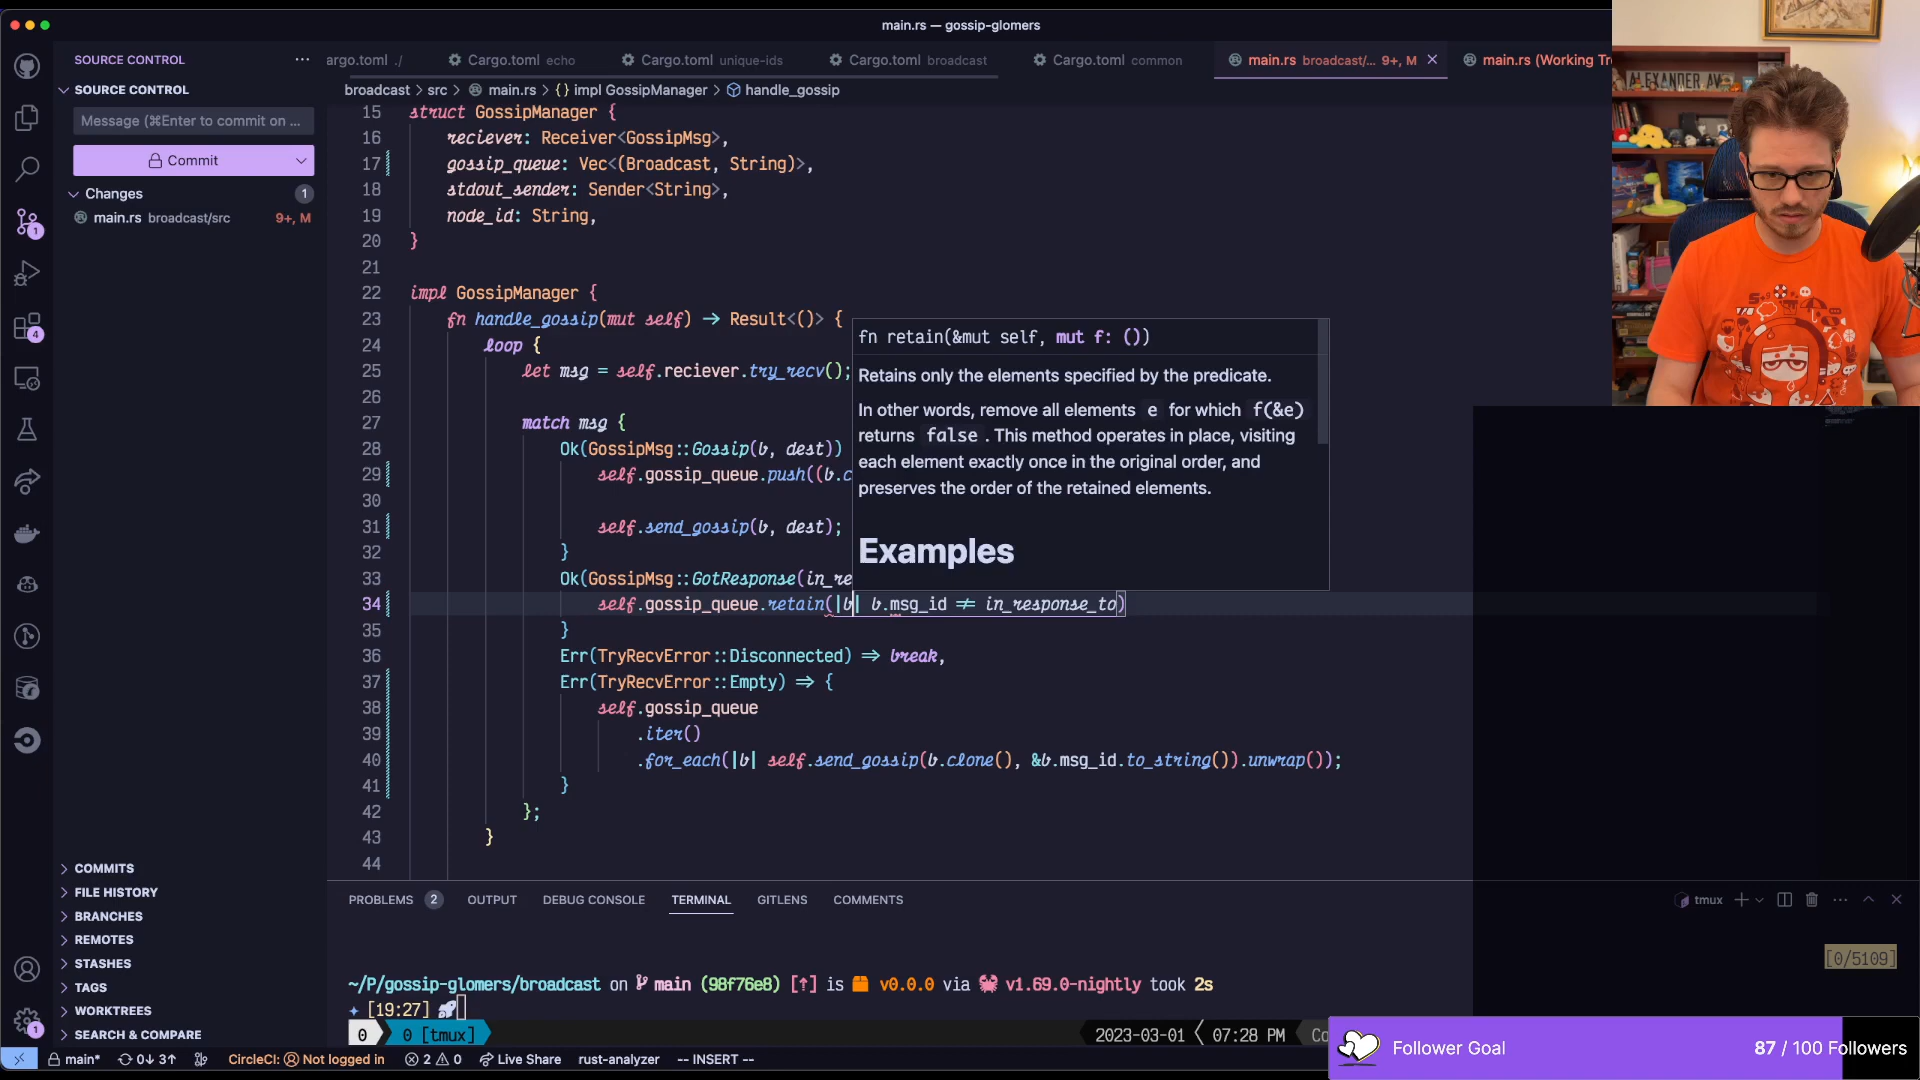 main.rs — gossip-glomers
SOURCE CONTROL
argo.toml ./
Cargo.toml echo
Cargo.toml unique-ids
Cargo.toml broadcast
Cargo.toml common
main.rs broadcast/... 9+, M
main.rs (Working Tr
SOURCE CONTROL
Message (⌘Enter to commit on ...
Commit
Changes 1
main.rs broadcast/src 9+, M
broadcast > src > main.rs > {} impl GossipManager > handle_gossip
15 struct GossipManager {
16 reciever: Receiver<GossipMsg>,
17 gossip_queue: Vec<(Broadcast, String)>,
18 stdout_sender: Sender<String>,
19 node_id: String,
20 }
21
22 impl GossipManager {
23 fn handle_gossip(mut self) -> Result<()> {
24 loop {
25 let msg = self.reciever.try_recv();
26
27 match msg {
28 Ok(GossipMsg::Gossip(b, dest))
29 self.gossip_queue.push((b.c
30
31 self.send_gossip(b, dest);
32 }
33 Ok(GossipMsg::GotResponse(in_re
34 self.gossip_queue.retain(|b| b.msg_id != in_response_to)
35 }
36 Err(TryRecvError::Disconnected) => break,
37 Err(TryRecvError::Empty) => {
38 self.gossip_queue
39 .iter()
40 .for_each(|b| self.send_gossip(b.clone(), &b.msg_id.to_string()).unwrap());
41 }
42 };
43 }
44
fn retain(&mut self, mut f: ())
Retains only the elements specified by the predicate.
In other words, remove all elements e for which f(&e)
returns false. This method operates in place, visiting
each element exactly once in the original order, and
preserves the order of the retained elements.
Examples
ALEXANDER AV
COMMITS
FILE HISTORY
BRANCHES
REMOTES
STASHES
TAGS
WORKTREES
SEARCH & COMPARE
PROBLEMS 2 OUTPUT DEBUG CONSOLE TERMINAL GITLENS COMMENTS
tmux
[0/5109]
~/P/gossip-glomers/broadcast on main (98f76e8) [↑] is v0.0.0 via v1.69.0-nightly took 2s
[19:27]
0 0 [tmux] 2023-03-01 07:28 PM Co
main* 0↓ 3↑ CircleCI: Not logged in 2 0 Live Share rust-analyzer -- INSERT --
Follower Goal 87 / 100 Followers